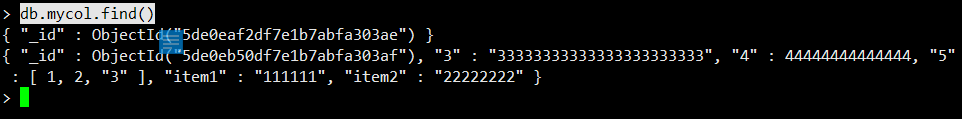 > db.mycol.find()
{ "_id" : ObjectId("5de0eaf2df7e1b7abfa303ae") }
{ "_id" : ObjectId("5de0eb50df7e1b7abfa303af"), "3" : "33333333333333333333333", "4" : 44444444444444, "5"
 : [ 1, 2, "3" ], "item1" : "111111", "item2" : "22222222" }
>